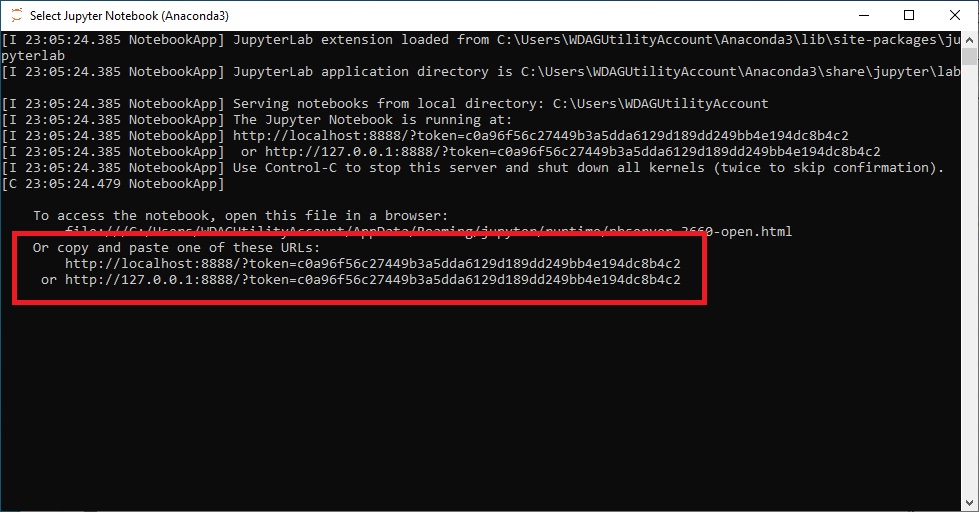 Select Jupyter Notebook (Anaconda3)
[I 23:05:24.385 NotebookApp] JupyterLab extension loaded from C:\Users\WDAGUtilityAccount\Anaconda3\lib\site-packages\ju
pyterlab
[I 23:05:24.385 NotebookApp] JupyterLab application directory is C:\Users\WDAGUtilityAccount\Anaconda3\share\jupyter\lab
[I 23:05:24.385 NotebookApp] Serving notebooks from local directory: C:\Users\WDAGUtilityAccount
[I 23:05:24.385 NotebookApp] The Jupyter Notebook is running at:
[I 23:05:24.385 NotebookApp] http://localhost:8888/?token=c0a96f56c27449b3a5dda6129d189dd249bb4e194dc8b4c2
[I 23:05:24.385 NotebookApp]  or http://127.0.0.1:8888/?token=c0a96f56c27449b3a5dda6129d189dd249bb4e194dc8b4c2
[I 23:05:24.385 NotebookApp] Use Control-C to stop this server and shut down all kernels (twice to skip confirmation).
[C 23:05:24.479 NotebookApp]
To access the notebook, open this file in a browser:
file:///C:/Users/WDAGUtilityAccount/AppData/Roaming/jupyter/runtime/nbserver-3660-open.html
Or copy and paste one of these URLs:
http://localhost:8888/?token=c0a96f56c27449b3a5dda6129d189dd249bb4e194dc8b4c2
or http://127.0.0.1:8888/?token=c0a96f56c27449b3a5dda6129d189dd249bb4e194dc8b4c2